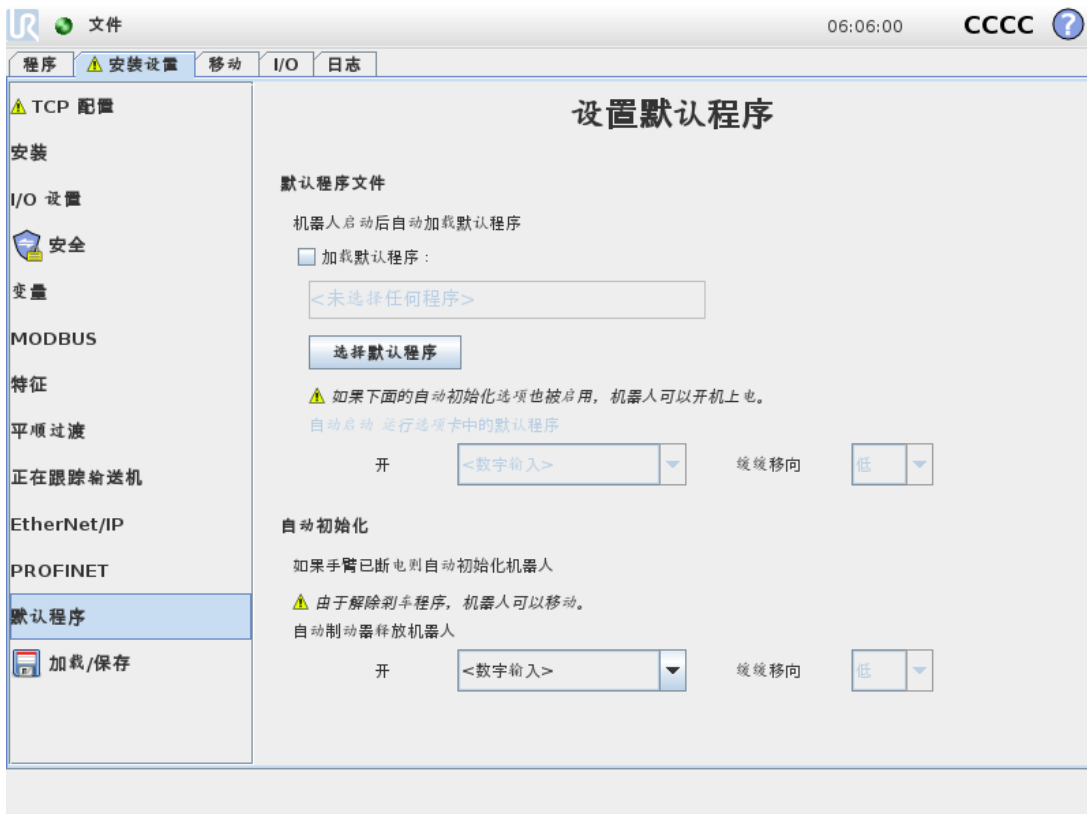 UR 文件 06:06:00 CCCC ?
程序 安装设置 移动 I/O 日志
TCP 配置
安装
I/O 设置
安全
变量
MODBUS
特征
平顺过渡
正在跟踪输送机
EtherNet/IP
PROFINET
默认程序
加载/保存
设置默认程序
默认程序文件
机器人启动后自动加载默认程序
加载默认程序：
<未选择任何程序>
选择默认程序
如果下面的自动初始化选项也被启用，机器人可以开机上电。
自动启动 运行选项卡中的默认程序
开 <数字输入> 缓缓移向 低
自动初始化
如果手臂已断电则自动初始化机器人
由于解除刹车程序，机器人可以移动。
自动制动器释放机器人
开 <数字输入> 缓缓移向 低